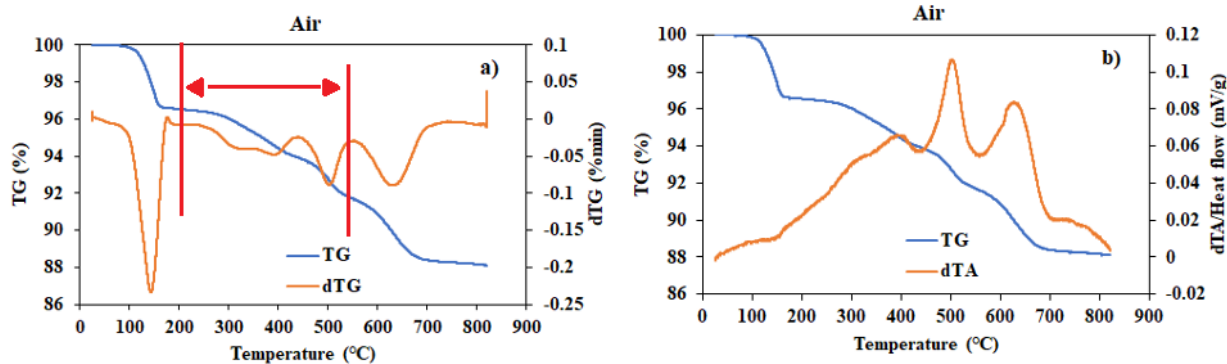 Air
a)
100
98
96
94
92
90
88
86
TG (%)
0.1
0.05
0
-0.05
-0.1
-0.15
-0.2
-0.25
dTG (%min)
TG
dTG
0 100 200 300 400 500 600 700 800 900
Temperature (°C)
Air
b)
100
98
96
94
92
90
88
86
TG (%)
0.12
0.1
0.08
0.06
0.04
0.02
0
-0.02
dTA/Heat flow (mV/g)
TG
dTA
0 100 200 300 400 500 600 700 800 900
Temperature (°C)